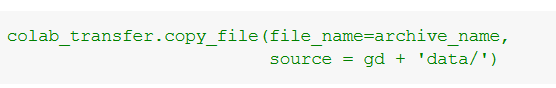 colab_transfer.copy_file(file_name=archive_name,
                         source = gd + 'data/')